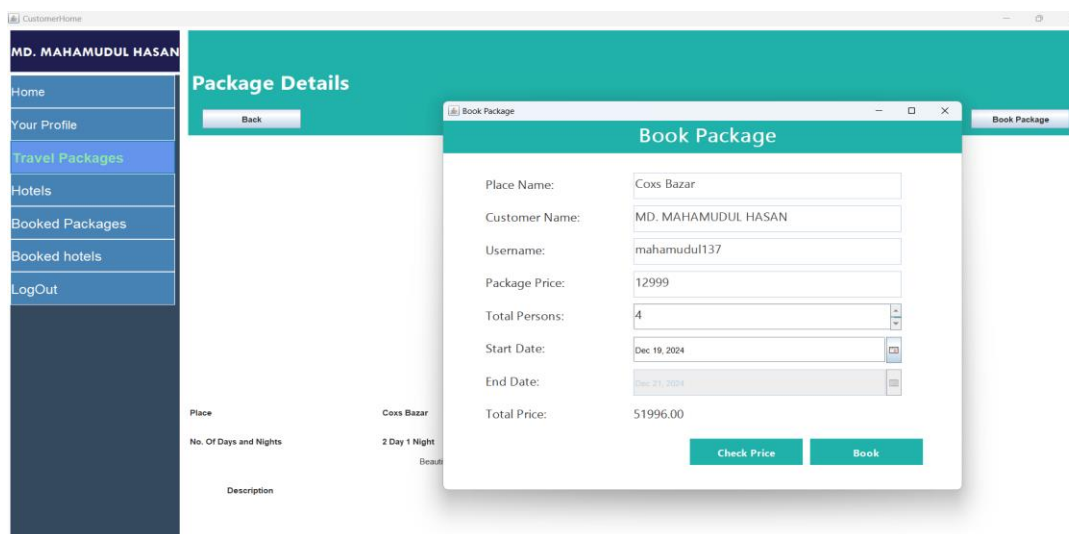 CustomerHome
MD. MAHAMUDUL HASAN
Home
Your Profile
Travel Packages
Hotels
Booked Packages
Booked hotels
LogOut
Package Details
Back
Book Package
Place
Coxs Bazar
No. Of Days and Nights
2 Day 1 Night
Description
Book Package
Book Package
Place Name:
Coxs Bazar
Customer Name:
MD. MAHAMUDUL HASAN
Username:
mahamudul137
Package Price:
12999
Total Persons:
4
Start Date:
Dec 19, 2024
End Date:
Dec 21, 2024
Total Price:
51996.00
Check Price
Book